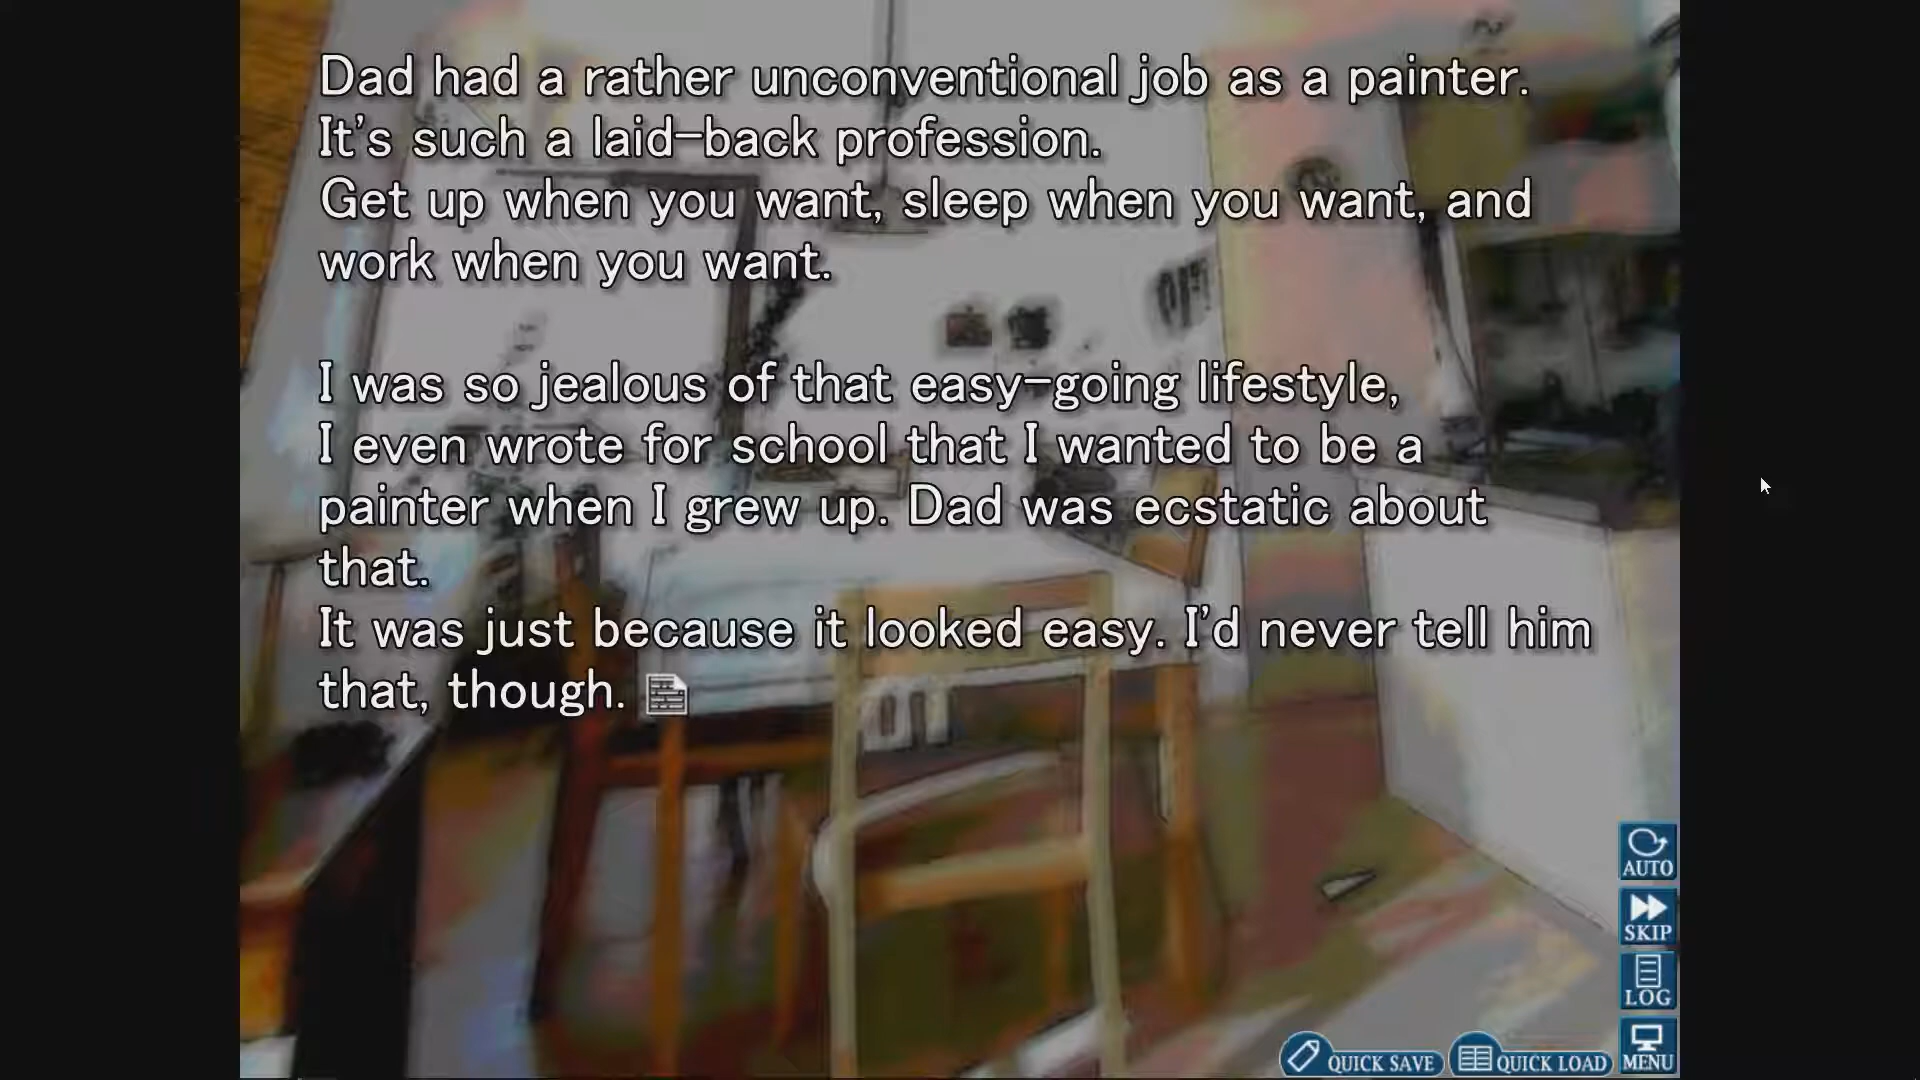 Dad had a rather unconventional job as a painter.
It's such a laid-back profession.
Get up when you want, sleep when you want, and
work when you want.
I was so jealous of that easy-going lifestyle,
I even wrote for school that I wanted to be a
painter when I grew up. Dad was ecstatic about
that.
It was just because it looked easy. I'd never tell him
that, though.
AUTO
SKIP
LOG
MENU
QUICK SAVE
QUICK LOAD